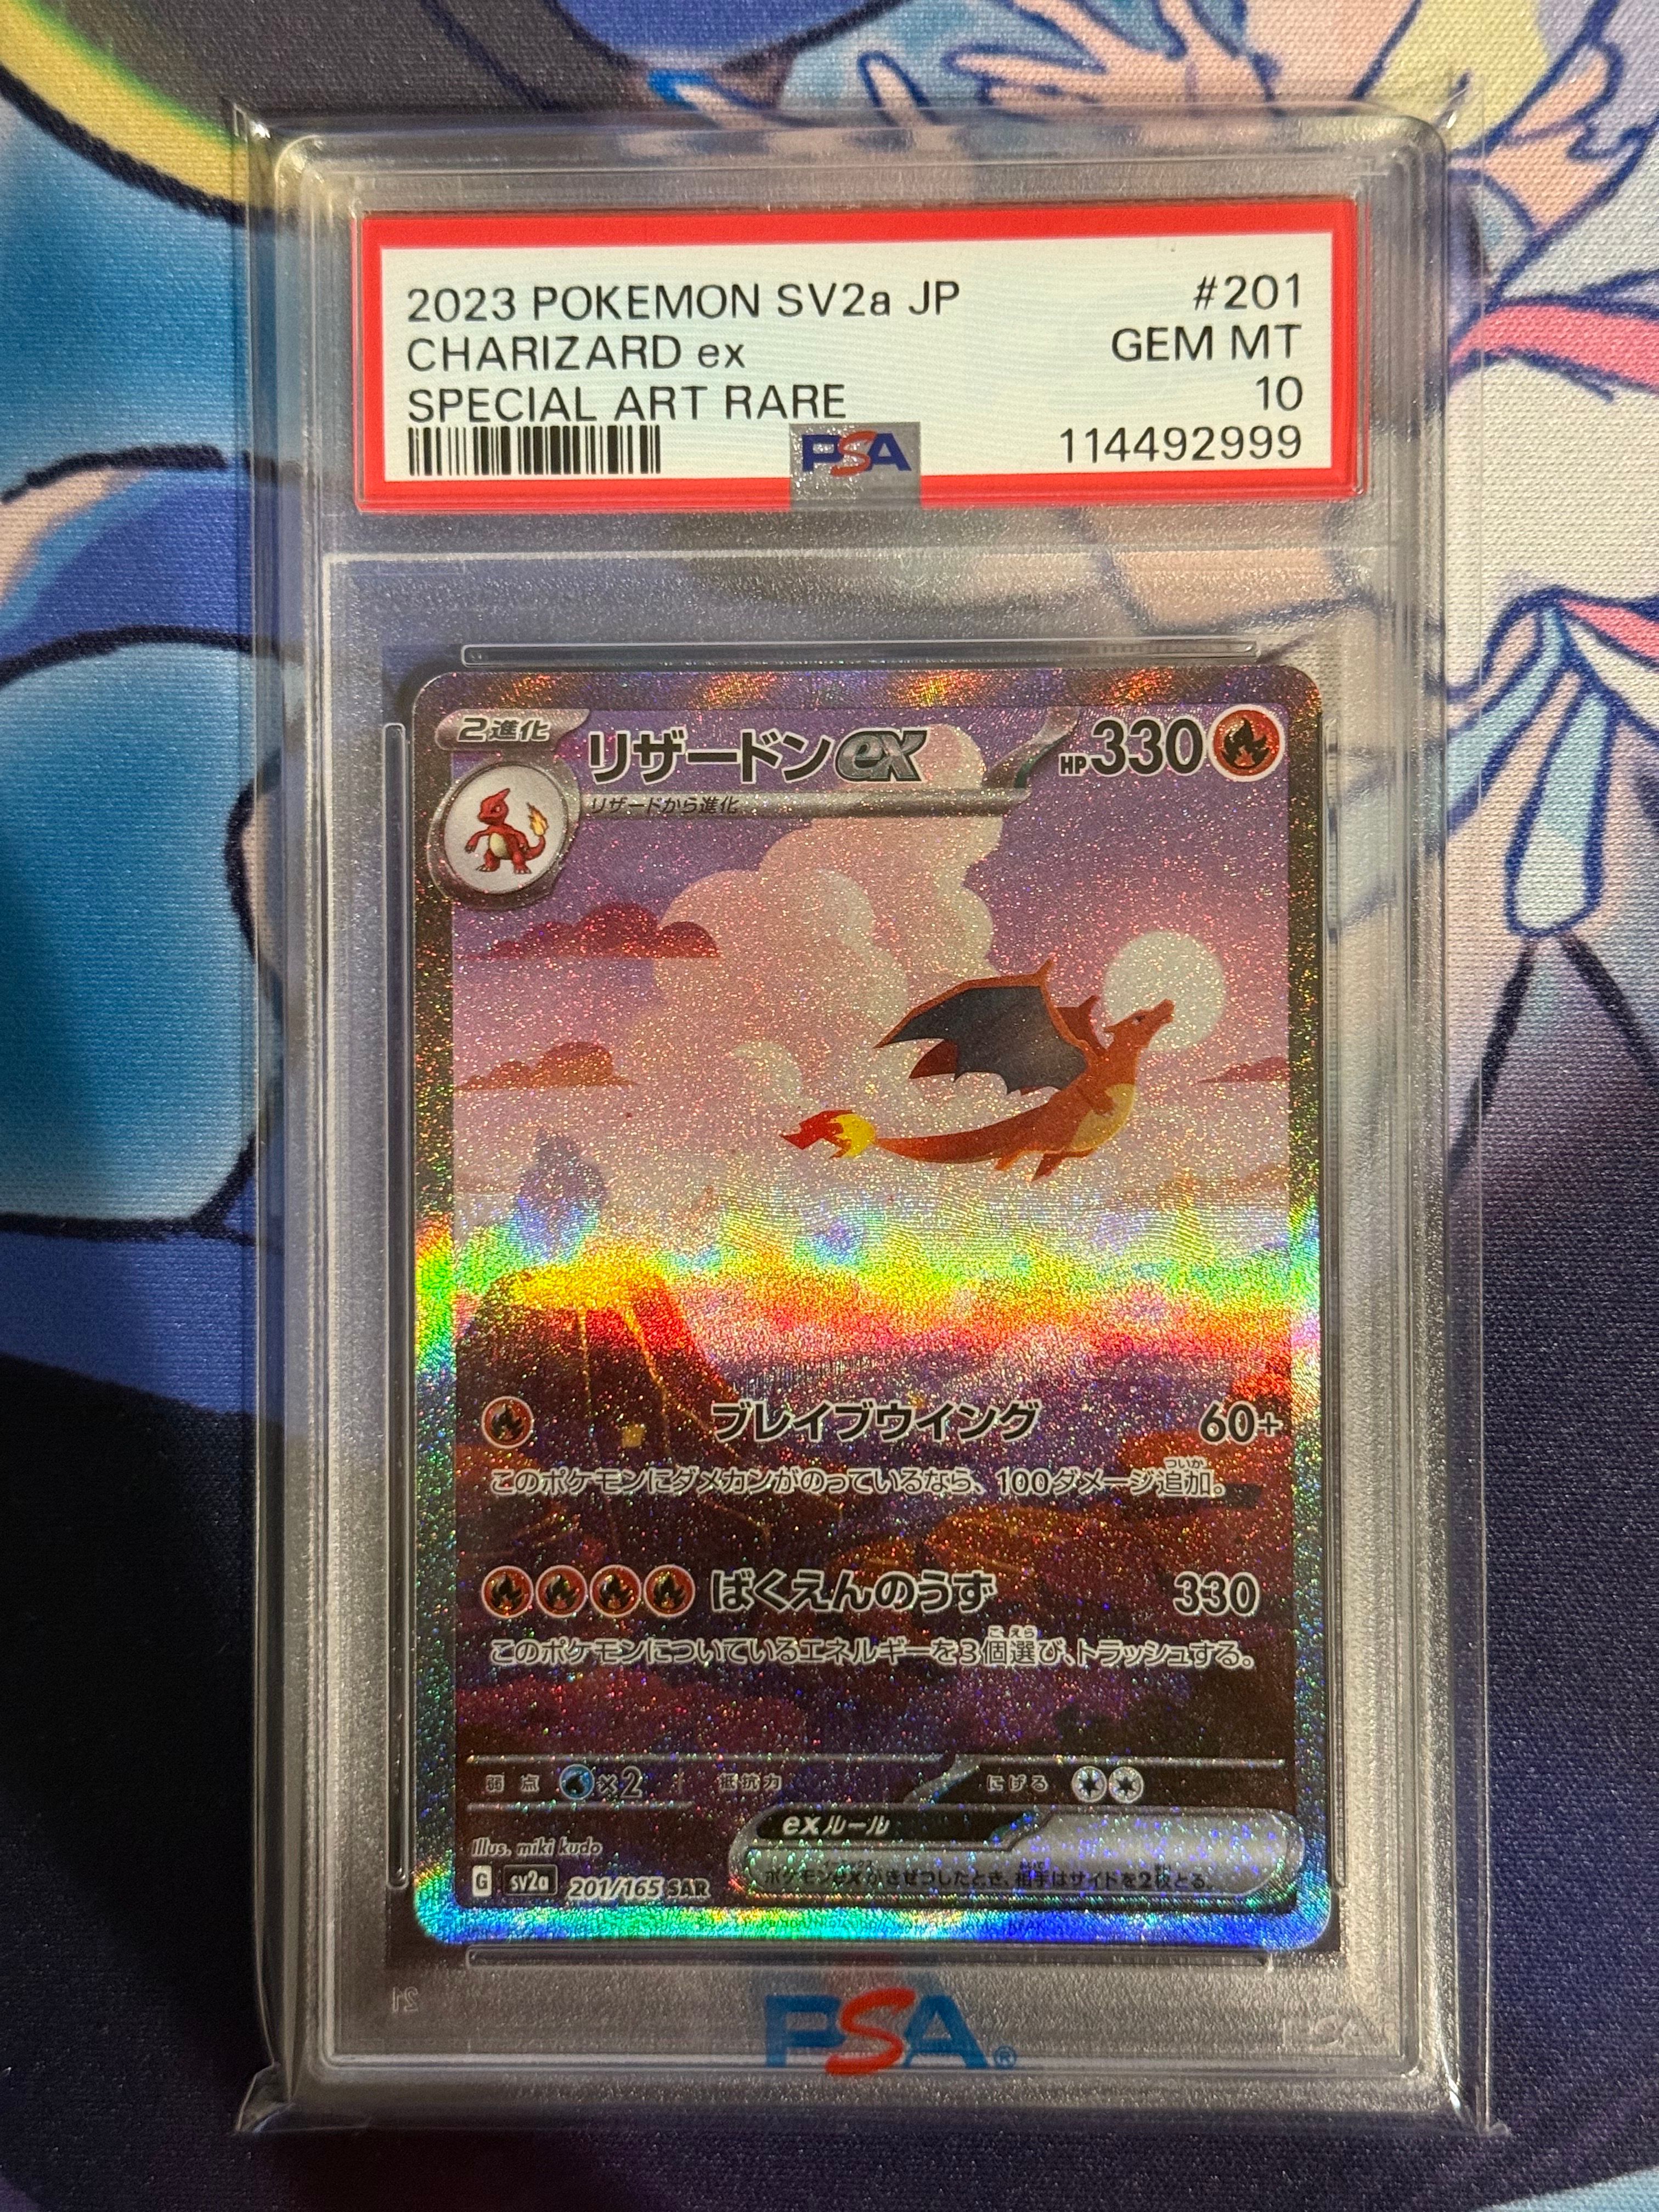 2023 POKEMON SV2a JP #201
CHARIZARD ex GEM MT
SPECIAL ART RARE 10
PSA 114492999
2進化 リザードンex HP330
リザードから進化
ブレイブウイング 60+
このポケモンにダメカンがのっているなら、100ダメージ追加。
ついか
ばくえんのうず 330
このポケモンについているエネルギーを3個選び、トラッシュする。
こえら
弱点 ×2 抵抗力 にげる
exルール
Illus. miki kudo
ポケモンexがきぜつしたとき、相手はサイドを2枚とる。
G sv2a 201/165 SAR
PSA®
PSA